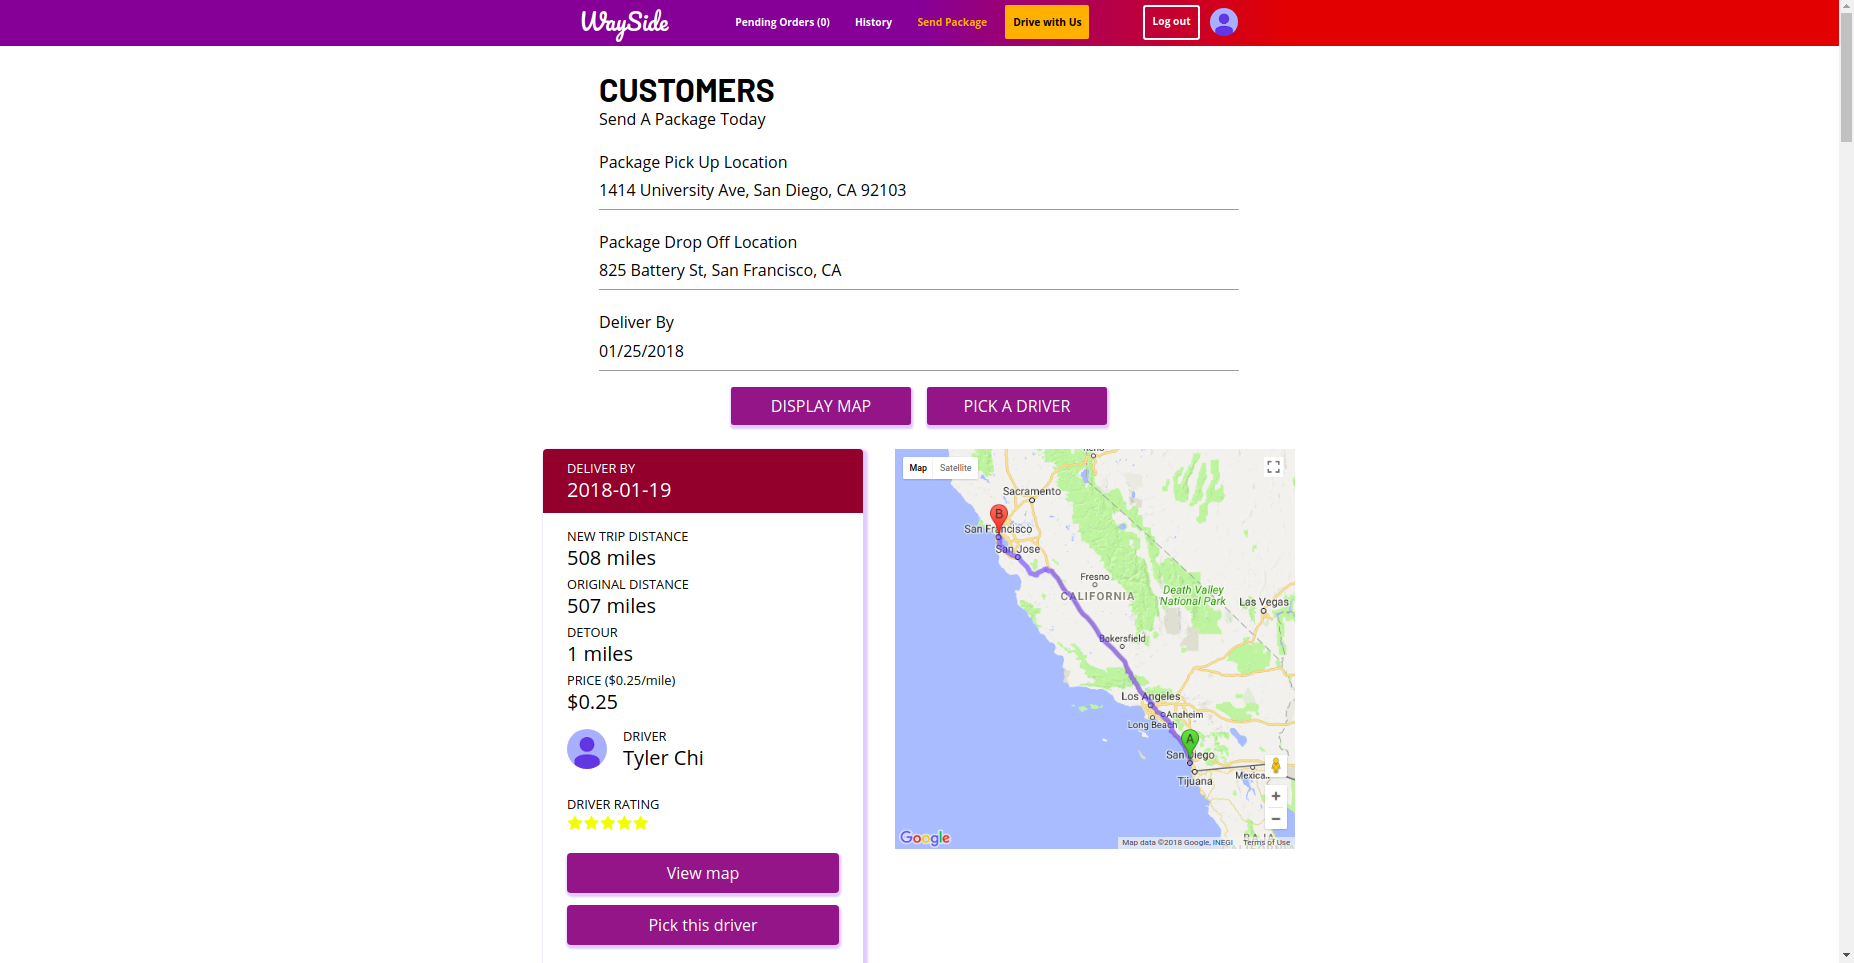 WaySide
Pending Orders (0)
History
Send Package
Drive with Us
Log out
CUSTOMERS
Send A Package Today
Package Pick Up Location
1414 University Ave, San Diego, CA 92103
Package Drop Off Location
825 Battery St, San Francisco, CA
Deliver By
01/25/2018
DISPLAY MAP
PICK A DRIVER
DELIVER BY
2018-01-19
NEW TRIP DISTANCE
508 miles
ORIGINAL DISTANCE
507 miles
DETOUR
1 miles
PRICE ($0.25/mile)
$0.25
DRIVER
Tyler Chi
DRIVER RATING
View map
Pick this driver
Map
Satellite
Sacramento
B
San Francisco
San Jose
Fresno
CALIFORNIA
Death Valley
National Park
Las Vegas
Bakersfield
Los Angeles
Anaheim
Long Beach
A
San Diego
Tijuana
Mexica
Google
Map data ©2018 Google, INEGI
Terms of Use